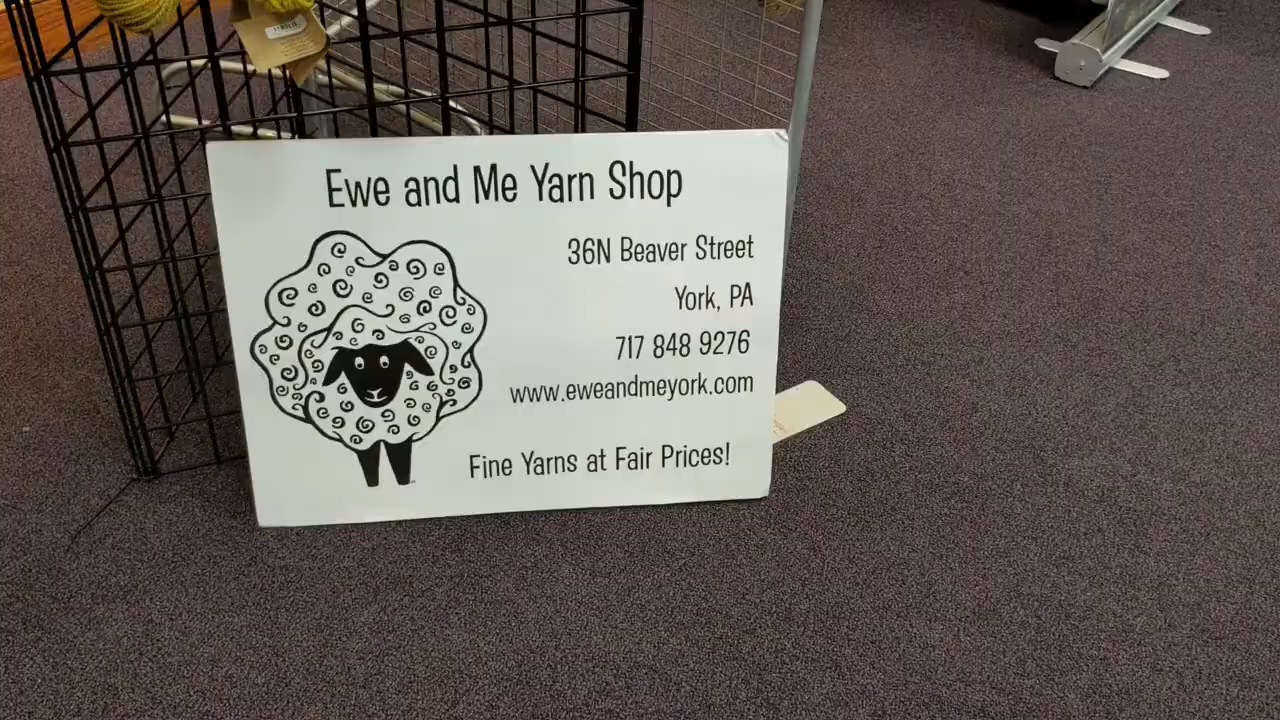 Ewe and Me Yarn Shop
36N Beaver Street
York, PA
717 848 9276
www.eweandmeyork.com
Fine Yarns at Fair Prices!